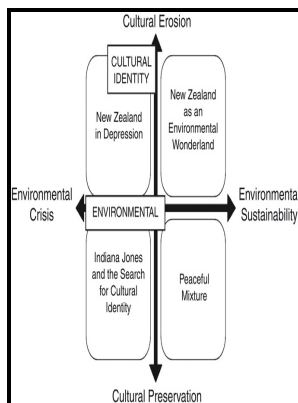 Cultural Erosion
CULTURAL
IDENTITY
New Zealand
in Depression
New Zealand
as an
Environmental
Wonderland
Environmental
Crisis
ENVIRONMENTAL
Environmenta
Sustainability
Indiana Jones
and the Search
for Cultural
Identity
Peaceful
Mixture
Cultural Preservation